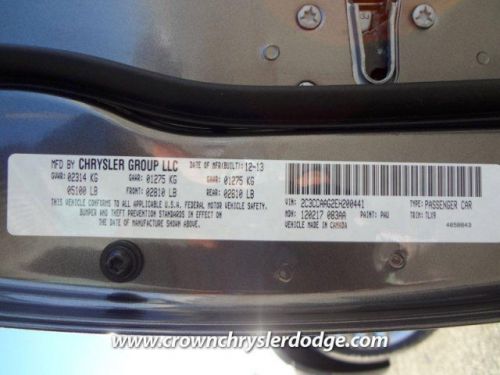 MFD BY CHRYSLER GROUP LLC DATE OF MFR(BUILT): 12-13
GVWR: 02314 KG GAWR: 01275 KG GAWR: 01275 KG
05100 LB FRONT: 02810 LB REAR: 02810 LB
THIS VEHICLE CONFORMS TO ALL APPLICABLE U.S.A. FEDERAL MOTOR VEHICLE SAFETY,
BUMPER AND THEFT PREVENTION STANDARDS IN EFFECT ON
THE DATE OF MANUFACTURE SHOWN ABOVE.
VIN: 2C3CCAAG2EH200441 TYPE: PASSENGER CAR
MDH: 120217 083AA PAINT: PAU TRIM: TLX9
VEHICLE MADE IN CANADA
www.crownchryslerdodge.com